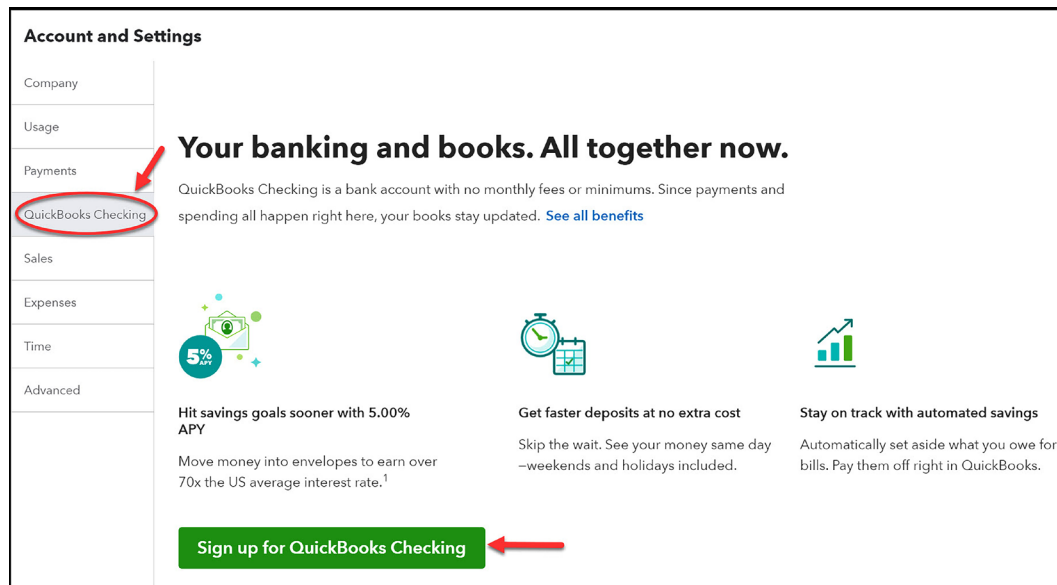 Account and Settings
Company
Usage
Payments
QuickBooks Checking
Sales
Expenses
Time
Advanced
Your banking and books. All together now.
QuickBooks Checking is a bank account with no monthly fees or minimums. Since payments and
spending all happen right here, your books stay updated. See all benefits
5% APY
Hit savings goals sooner with 5.00%
APY
Move money into envelopes to earn over
70x the US average interest rate.¹
Get faster deposits at no extra cost
Skip the wait. See your money same day
—weekends and holidays included.
Stay on track with automated savings
Automatically set aside what you owe for
bills. Pay them off right in QuickBooks.
Sign up for QuickBooks Checking